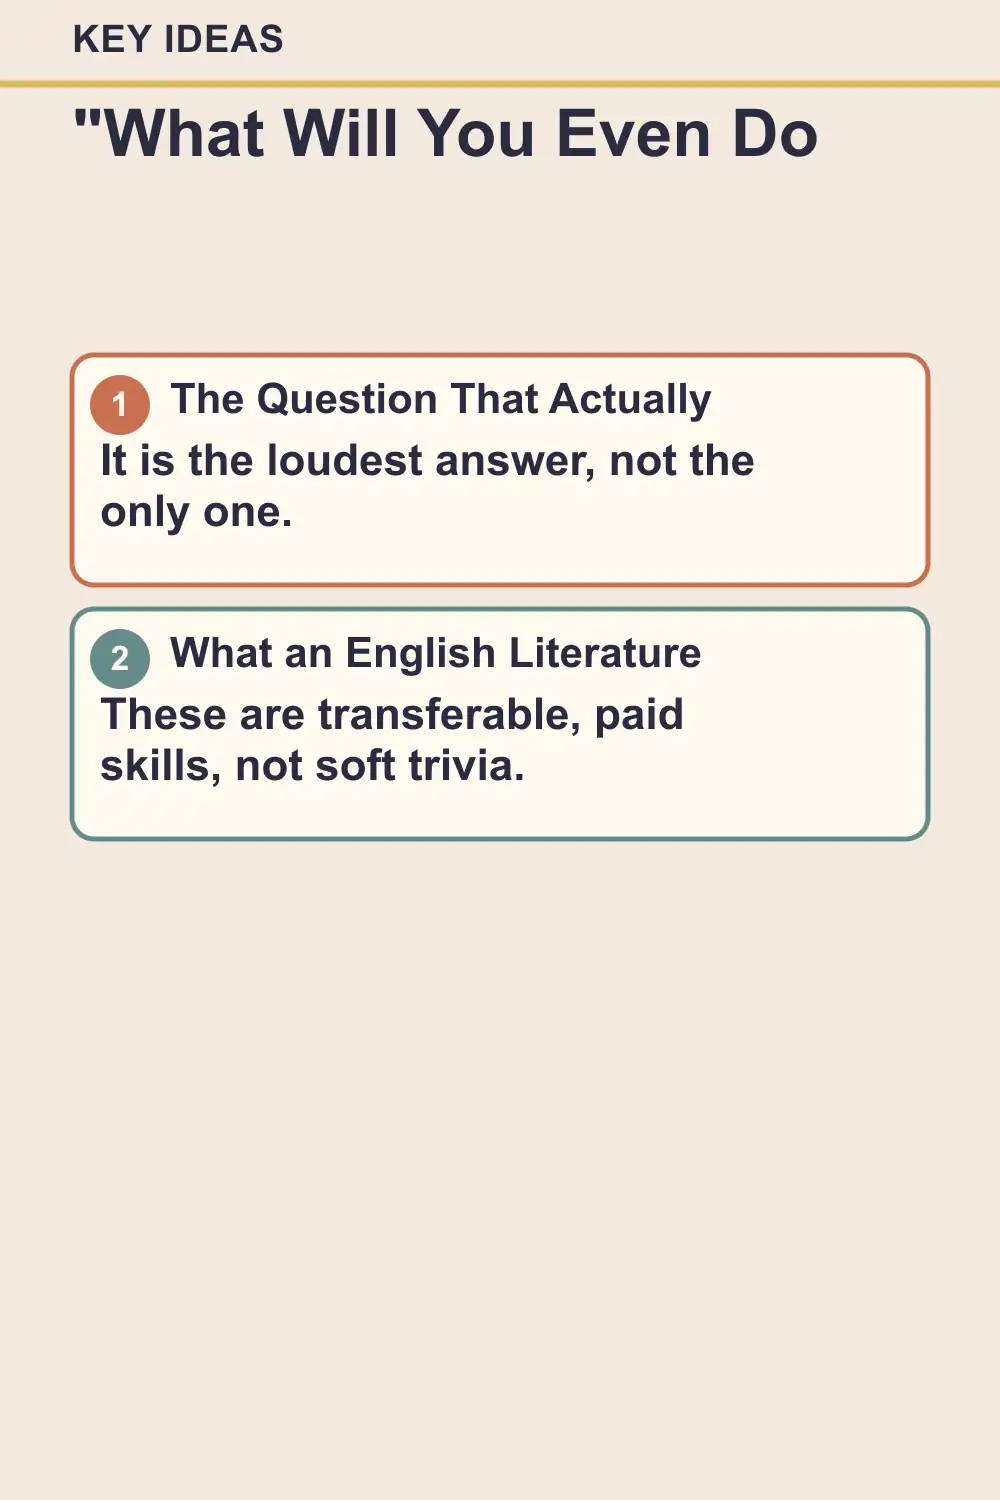 KEY IDEAS
"What Will You Even Do
1 The Question That Actually
It is the loudest answer, not the
only one.
2 What an English Literature
These are transferable, paid
skills, not soft trivia.